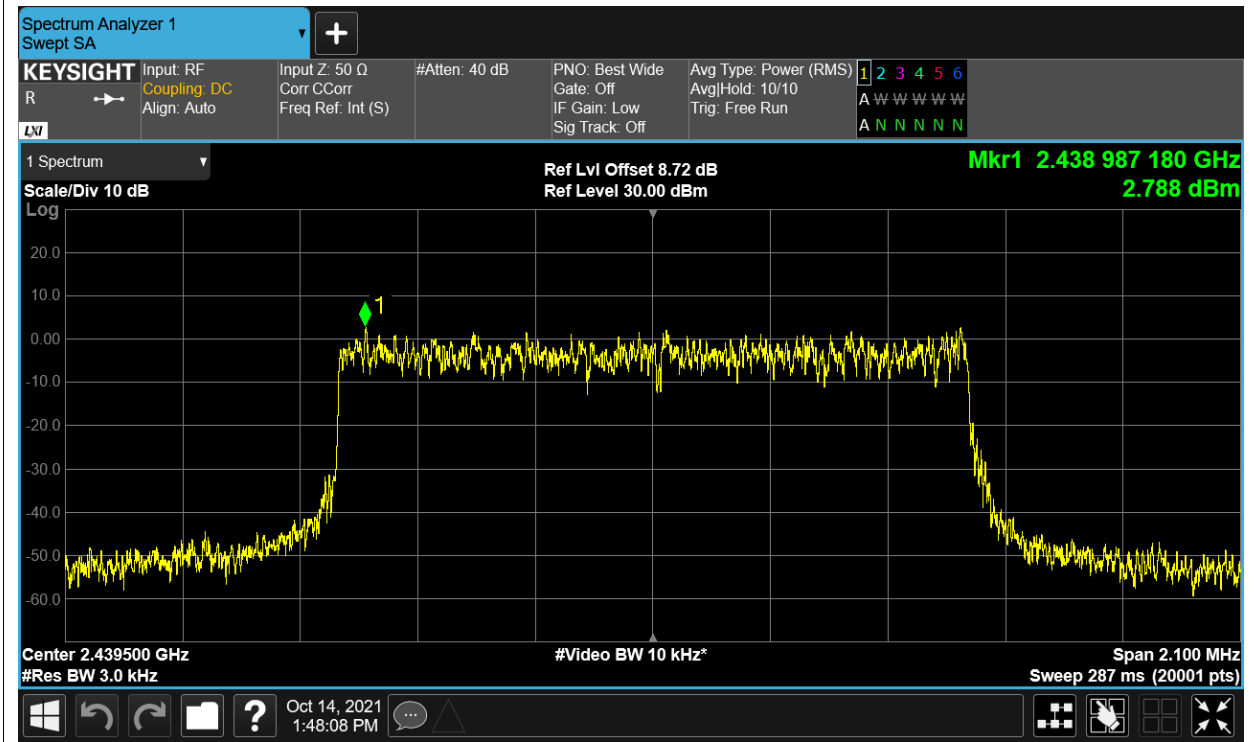 Spectrum Analyzer 1
Swept SA
KEYSIGHT
R
LXI
Input: RF
Coupling: DC
Align: Auto
Input Z: 50 Ω
Corr CCorr
Freq Ref: Int (S)
#Atten: 40 dB
PNO: Best Wide
Gate: Off
IF Gain: Low
Sig Track: Off
Avg Type: Power (RMS)
Avg|Hold: 10/10
Trig: Free Run
1 2 3 4 5 6
A W W W W W
A N N N N N
1 Spectrum
Scale/Div 10 dB
Ref Lvl Offset 8.72 dB
Ref Level 30.00 dBm
Mkr1 2.438 987 180 GHz
2.788 dBm
Log
20.0
10.0
1
0.00
-10.0
-20.0
-30.0
-40.0
-50.0
-60.0
Center 2.439500 GHz
#Res BW 3.0 kHz
#Video BW 10 kHz*
Span 2.100 MHz
Sweep 287 ms (20001 pts)
?
Oct 14, 2021
1:48:08 PM